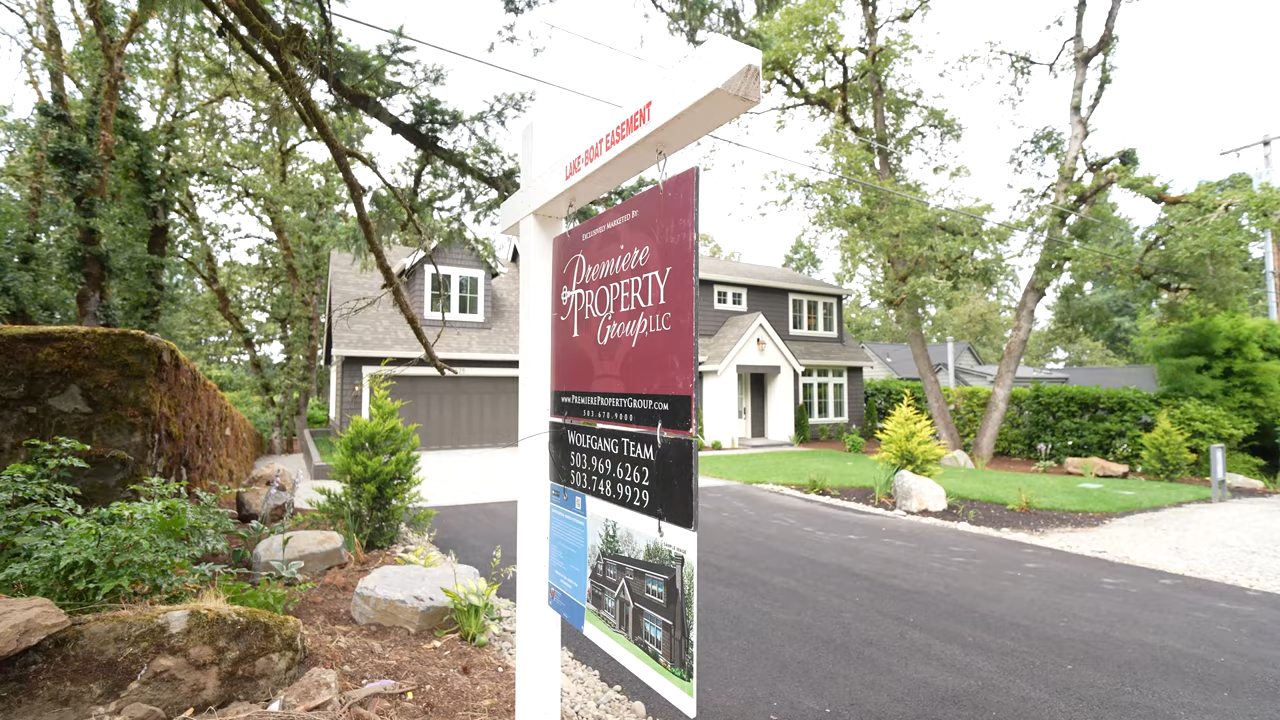 LAKE • BOAT EASEMENT
EXCLUSIVELY MARKETED BY:
Premiere
PROPERTY
Group, LLC
WWW.PREMIEREPROPERTYGROUP.COM
503.670.9000
WOLFGANG TEAM
503.969.6262
503.748.9929